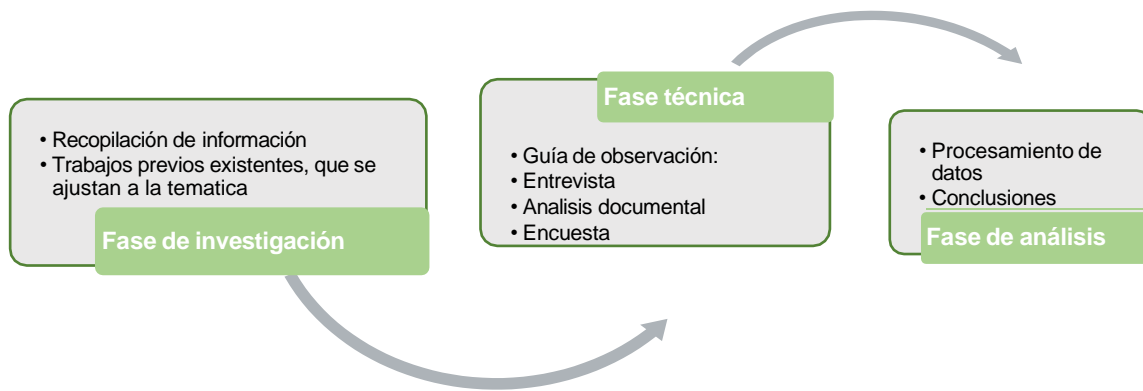 • Recopilación de información
• Trabajos previos existentes, que se
ajustan a la tematica
Fase de investigación
Fase técnica
• Guía de observación:
• Entrevista
• Analisis documental
• Encuesta
• Procesamiento de
datos
• Conclusiones
Fase de análisis